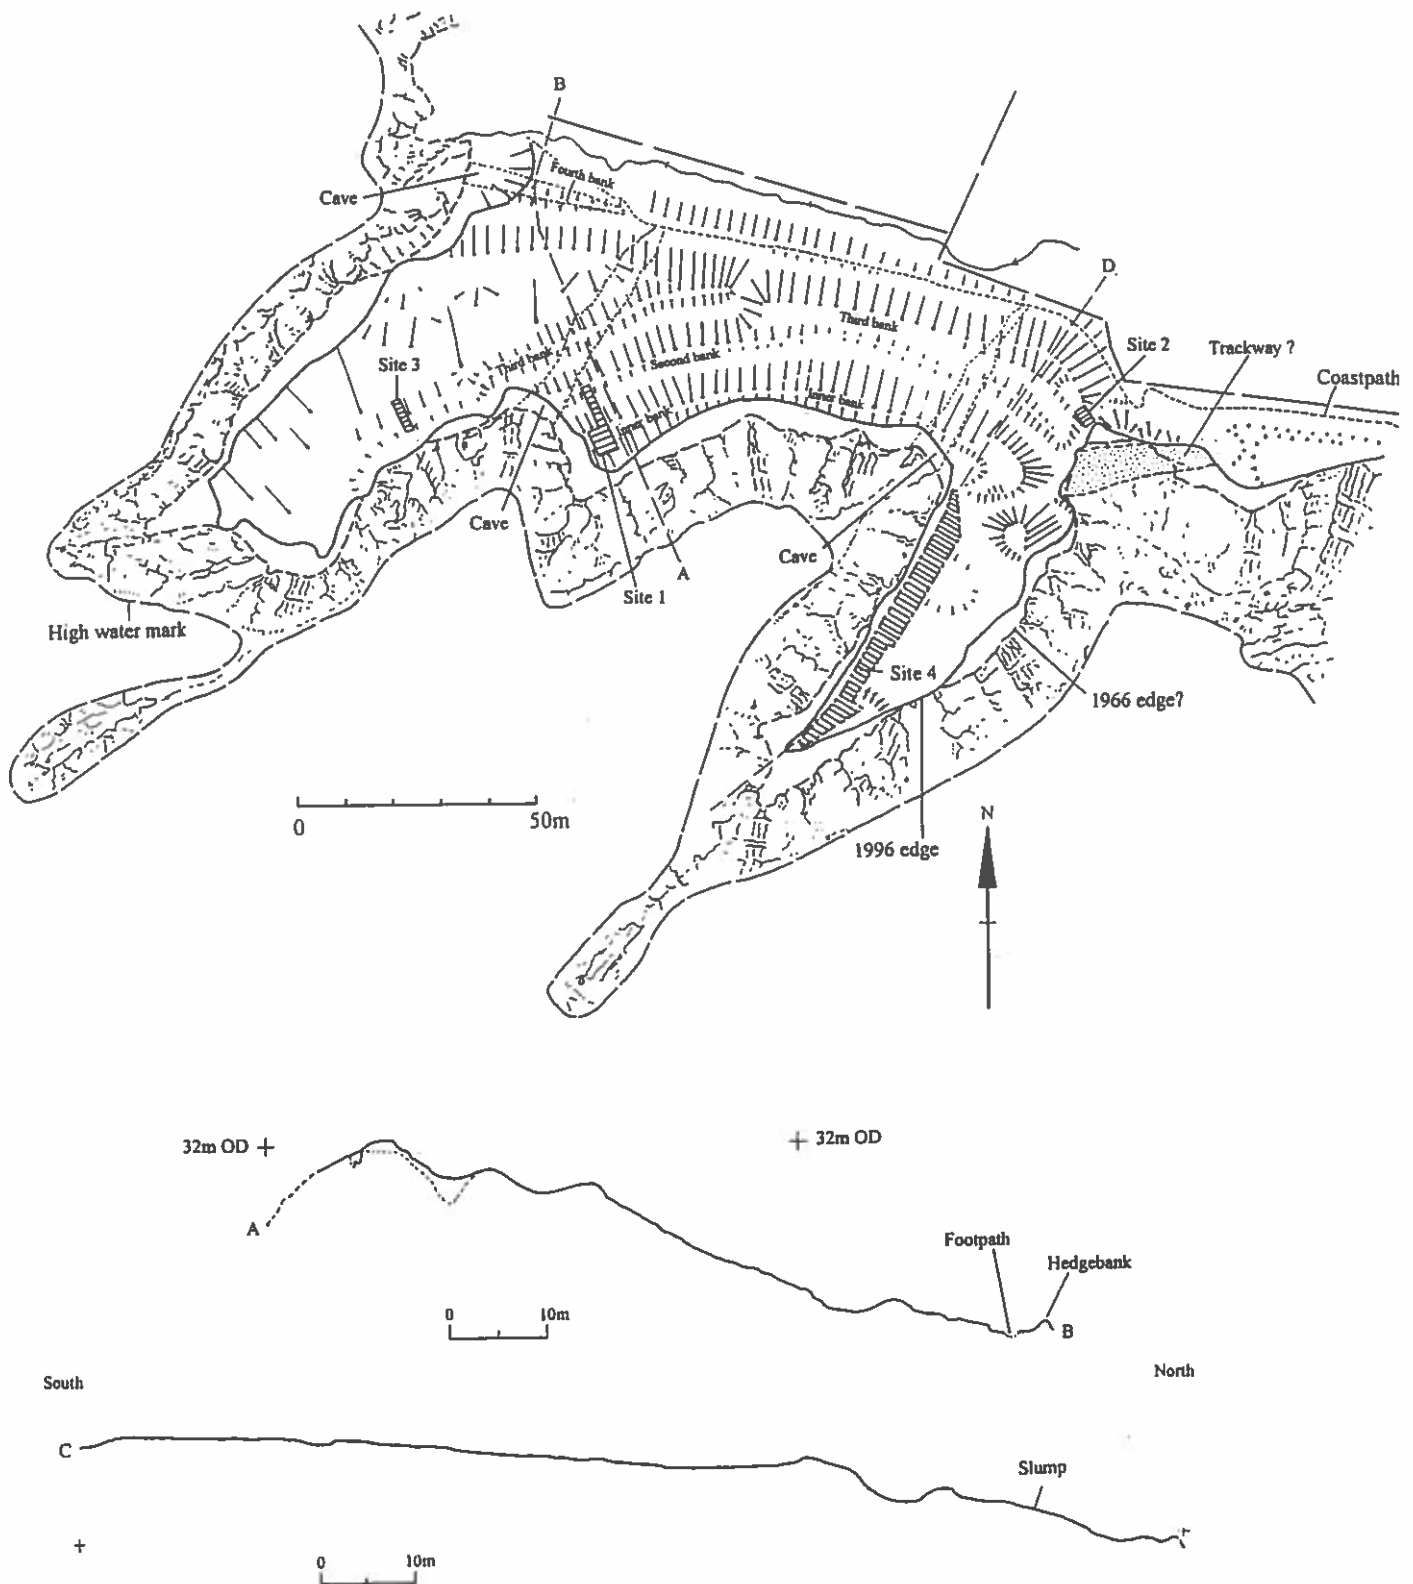 B
Fourth bank
Cave
D
Third bank
Site 2
Trackway ?
Coastpath
Site 3
Third bank
Second bank
Inner bank
Inner bank
Cave
Cave
A
Site 1
High water mark
Site 4
1966 edge?
0 50m
N
1996 edge
32m OD
32m OD
A
Footpath
Hedgebank
0 10m
B
South
North
C
Slump
0 10m